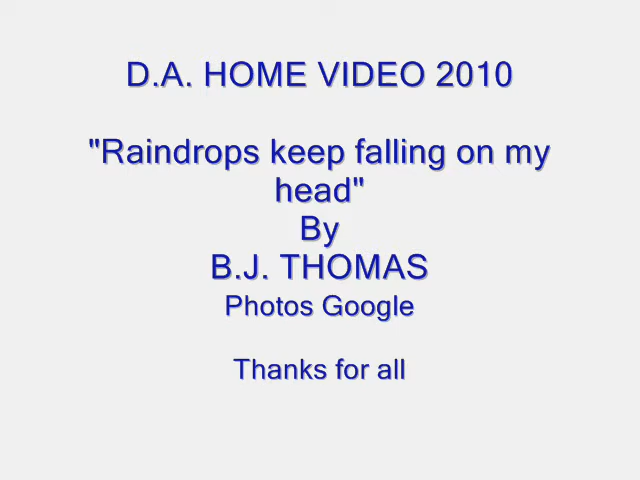 D.A. HOME VIDEO 2010
"Raindrops keep falling on my
head"
By
B.J. THOMAS
Photos Google
Thanks for all